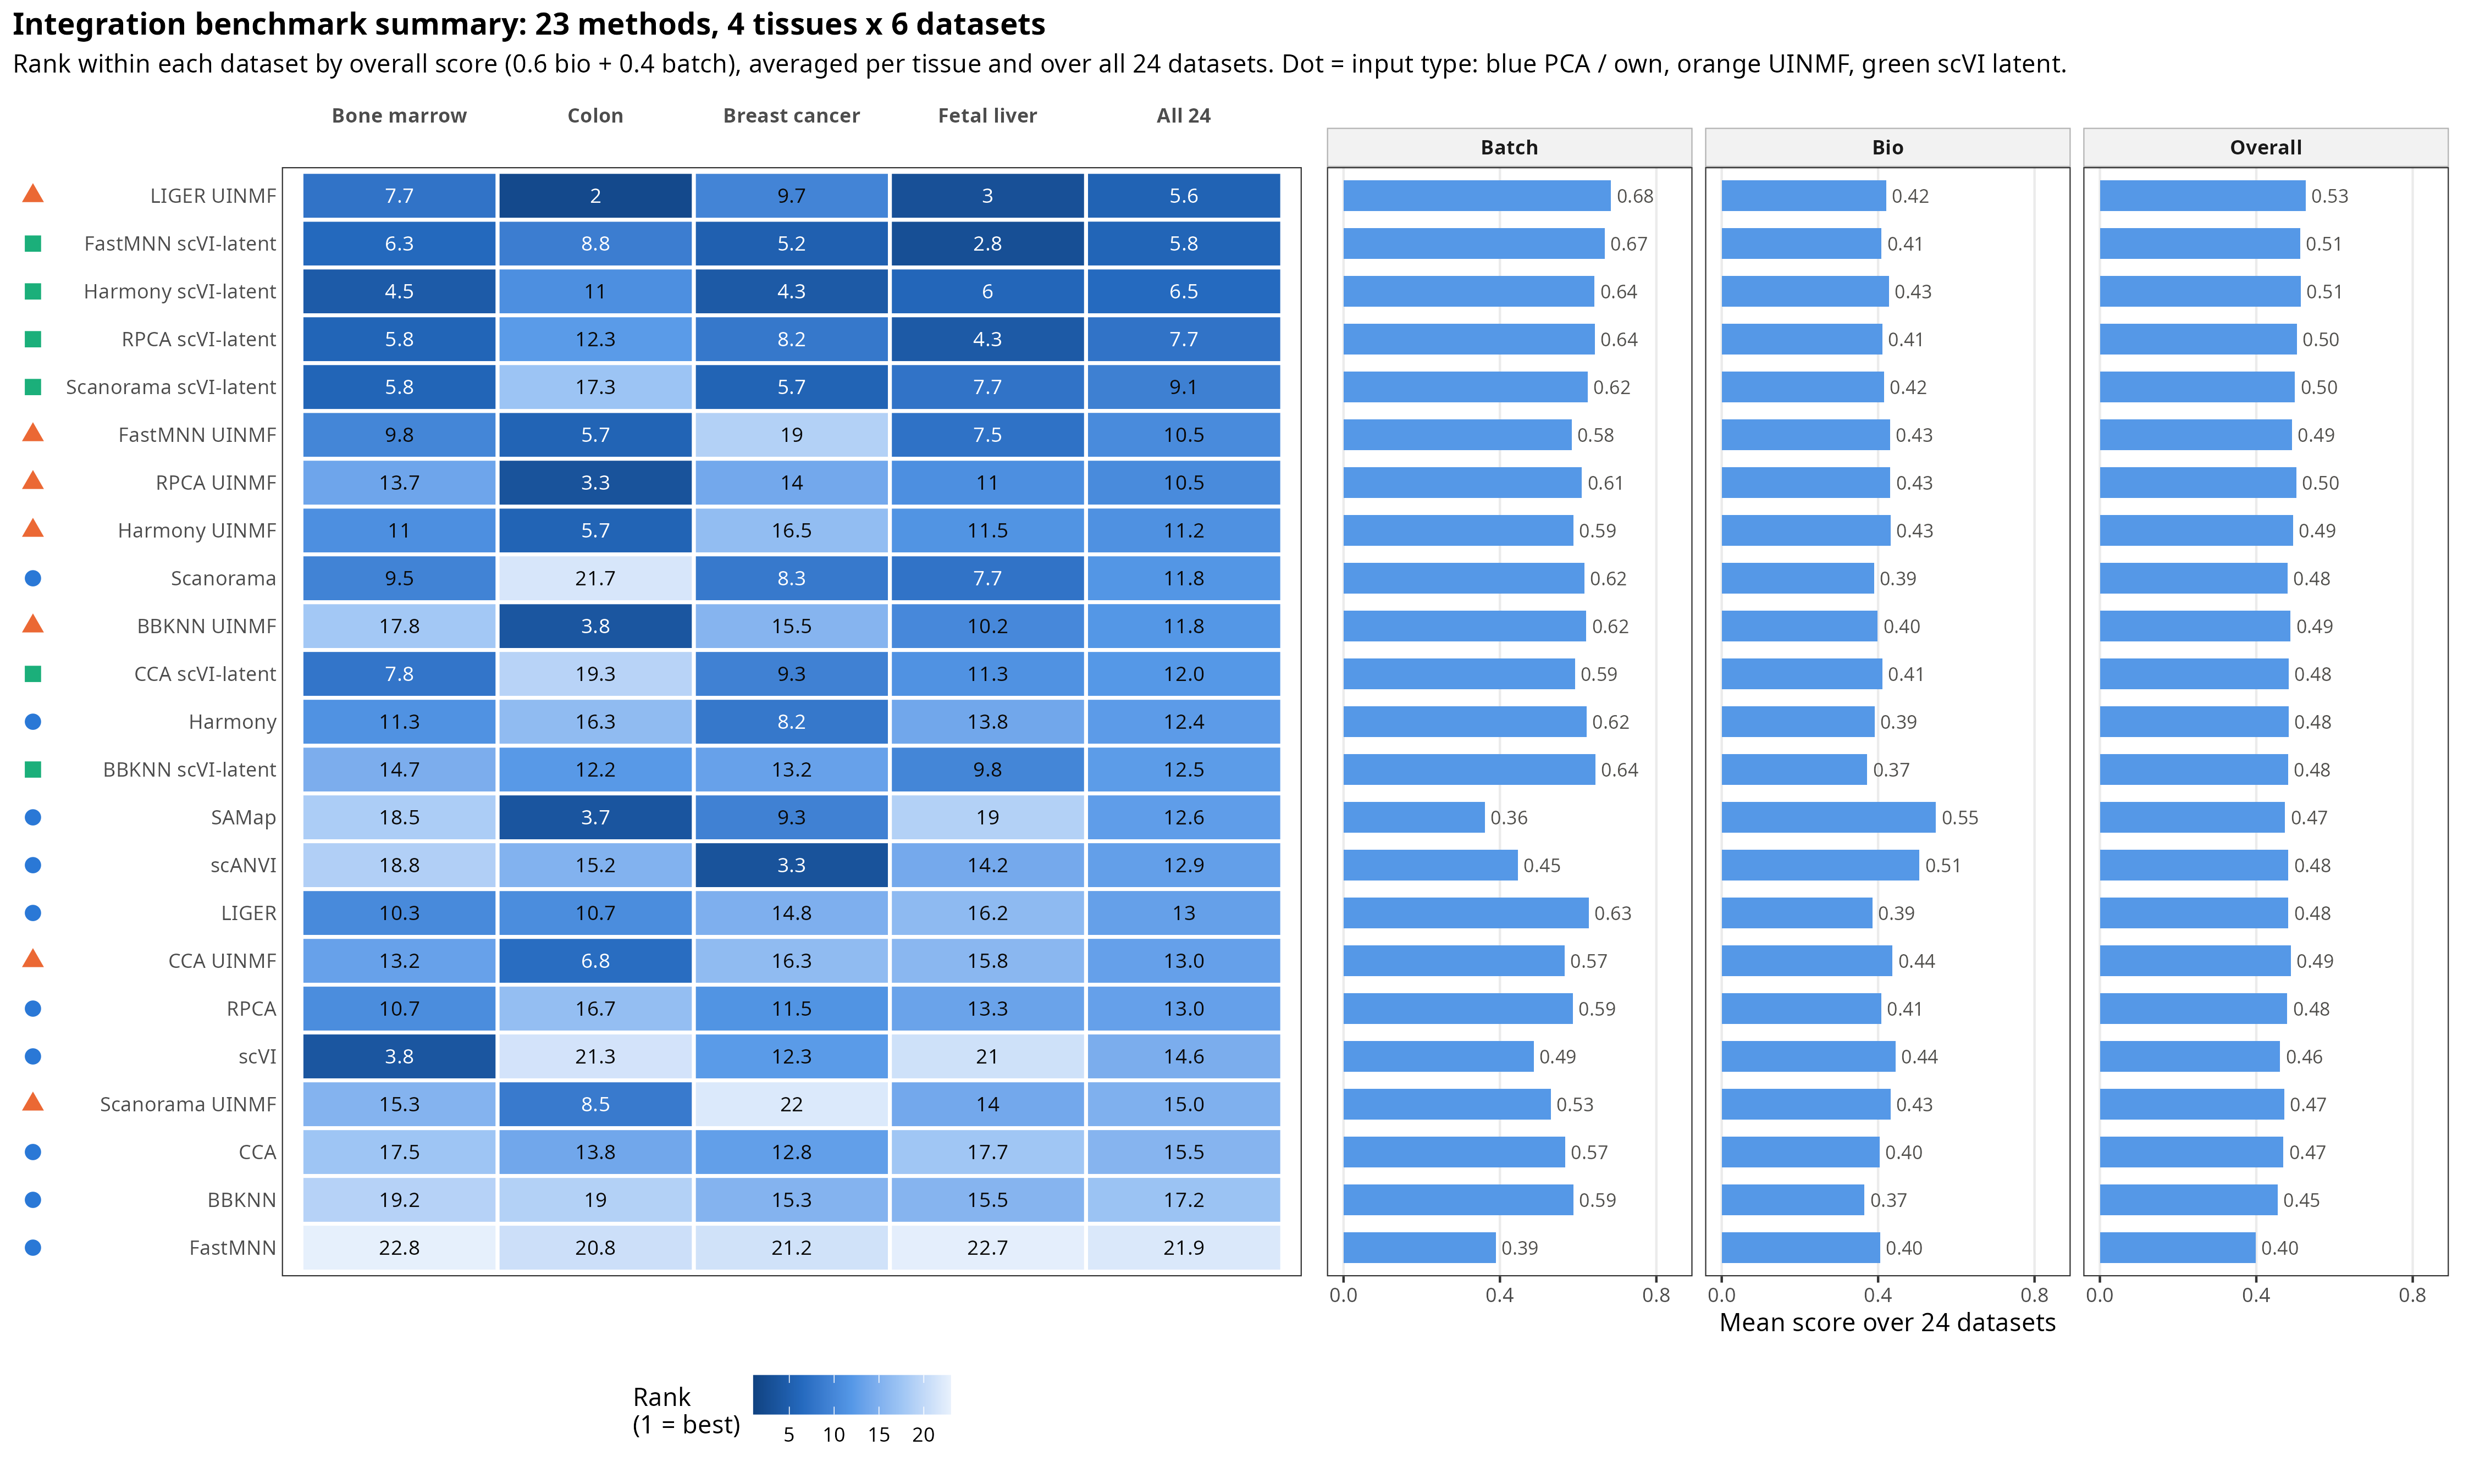 Integration benchmark summary: 23 methods, 4 tissues x 6 datasets
Rank within each dataset by overall score (0.6 bio + 0.4 batch), averaged per tissue and over all 24 datasets. Dot = input type: blue PCA / own, orange UINMF, green scVI latent.
Bone marrow Colon Breast cancer Fetal liver All 24
Batch Bio Overall
LIGER UINMF 7.7 2 9.7 3 5.6 0.68 0.42 0.53
FastMNN scVI-latent 6.3 8.8 5.2 2.8 5.8 0.67 0.41 0.51
Harmony scVI-latent 4.5 11 4.3 6 6.5 0.64 0.43 0.51
RPCA scVI-latent 5.8 12.3 8.2 4.3 7.7 0.64 0.41 0.50
Scanorama scVI-latent 5.8 17.3 5.7 7.7 9.1 0.62 0.42 0.50
FastMNN UINMF 9.8 5.7 19 7.5 10.5 0.58 0.43 0.49
RPCA UINMF 13.7 3.3 14 11 10.5 0.61 0.43 0.50
Harmony UINMF 11 5.7 16.5 11.5 11.2 0.59 0.43 0.49
Scanorama 9.5 21.7 8.3 7.7 11.8 0.62 0.39 0.48
BBKNN UINMF 17.8 3.8 15.5 10.2 11.8 0.62 0.40 0.49
CCA scVI-latent 7.8 19.3 9.3 11.3 12.0 0.59 0.41 0.48
Harmony 11.3 16.3 8.2 13.8 12.4 0.62 0.39 0.48
BBKNN scVI-latent 14.7 12.2 13.2 9.8 12.5 0.64 0.37 0.48
SAMap 18.5 3.7 9.3 19 12.6 0.36 0.55 0.47
scANVI 18.8 15.2 3.3 14.2 12.9 0.45 0.51 0.48
LIGER 10.3 10.7 14.8 16.2 13 0.63 0.39 0.48
CCA UINMF 13.2 6.8 16.3 15.8 13.0 0.57 0.44 0.49
RPCA 10.7 16.7 11.5 13.3 13.0 0.59 0.41 0.48
scVI 3.8 21.3 12.3 21 14.6 0.49 0.44 0.46
Scanorama UINMF 15.3 8.5 22 14 15.0 0.53 0.43 0.47
CCA 17.5 13.8 12.8 17.7 15.5 0.57 0.40 0.47
BBKNN 19.2 19 15.3 15.5 17.2 0.59 0.37 0.45
FastMNN 22.8 20.8 21.2 22.7 21.9 0.39 0.40 0.40
0.0 0.4 0.8 0.0 0.4 0.8 0.0 0.4 0.8
Mean score over 24 datasets
Rank
(1 = best)
5 10 15 20